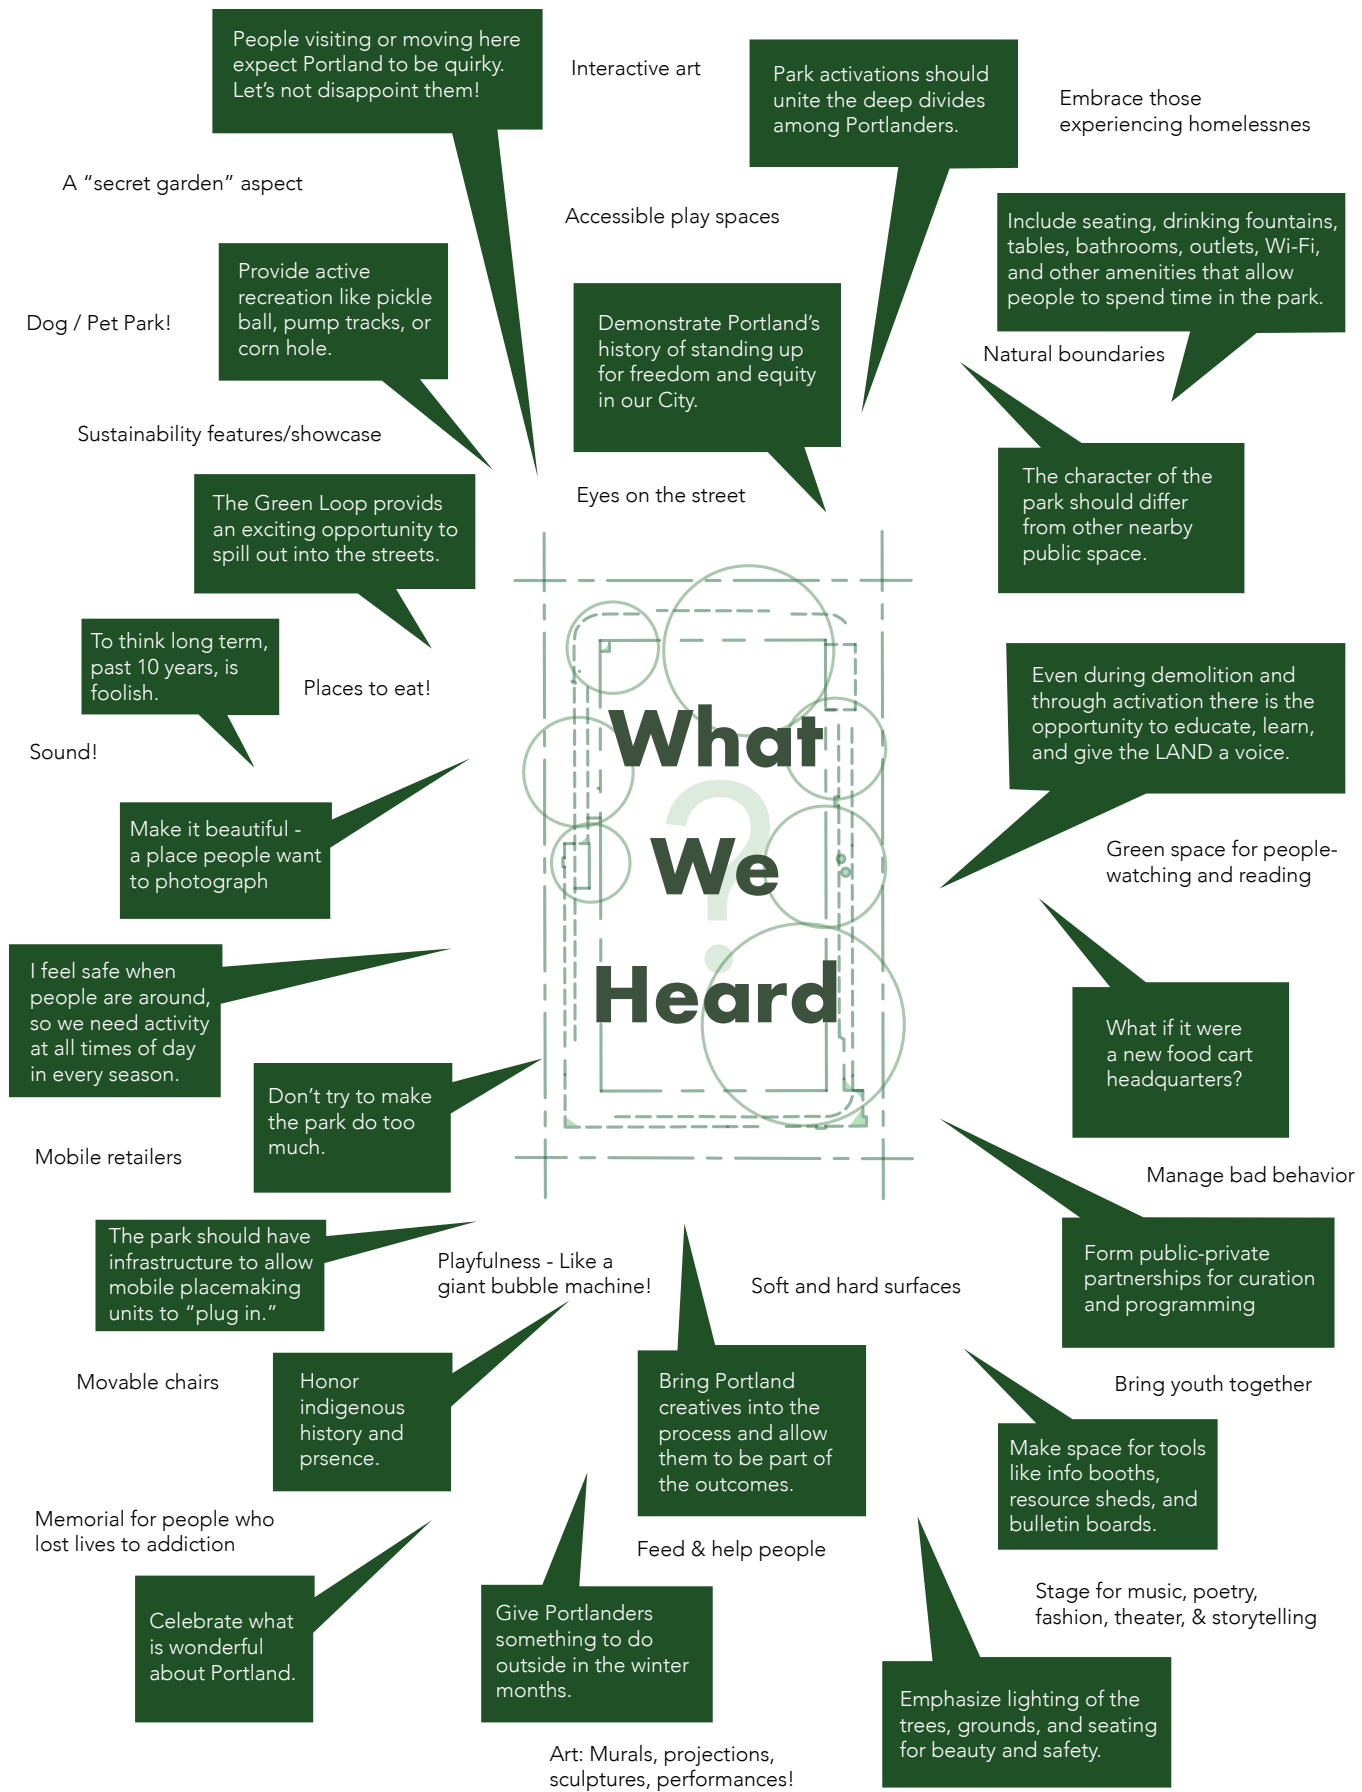 People visiting or moving here
expect Portland to be quirky.
Let's not disappoint them!
Interactive art
Park activations should
unite the deep divides
among Portlanders.
Embrace those
experiencing homelessnes
A “secret garden” aspect
Accessible play spaces
Include seating, drinking fountains,
tables, bathrooms, outlets, Wi-Fi,
and other amenities that allow
people to spend time in the park.
Provide active
recreation like pickle
ball, pump tracks, or
corn hole.
Dog / Pet Park!
Demonstrate Portland's
history of standing up
for freedom and equity
in our City.
Natural boundaries
Sustainability features/showcase
The character of the
park should differ
from other nearby
public space.
The Green Loop provids
an exciting opportunity to
spill out into the streets.
Eyes on the street
To think long term,
past 10 years, is
foolish.
Places to eat!
Even during demolition and
through activation there is the
opportunity to educate, learn,
and give the LAND a voice.
Sound!
What
?
We
Heard
Make it beautiful -
a place people want
to photograph
Green space for people-
watching and reading
I feel safe when
people are around,
so we need activity
at all times of day
in every season.
What if it were
a new food cart
headquarters?
Don't try to make
the park do too
much.
Mobile retailers
Manage bad behavior
The park should have
infrastructure to allow
mobile placemaking
units to “plug in.”
Playfulness - Like a
giant bubble machine!
Soft and hard surfaces
Form public-private
partnerships for curation
and programming
Movable chairs
Honor
indigenous
history and
prsence.
Bring Portland
creatives into the
process and allow
them to be part of
the outcomes.
Bring youth together
Make space for tools
like info booths,
resource sheds, and
bulletin boards.
Memorial for people who
lost lives to addiction
Feed & help people
Stage for music, poetry,
fashion, theater, & storytelling
Celebrate what
is wonderful
about Portland.
Give Portlanders
something to do
outside in the winter
months.
Emphasize lighting of the
trees, grounds, and seating
for beauty and safety.
Art: Murals, projections,
sculptures, performances!